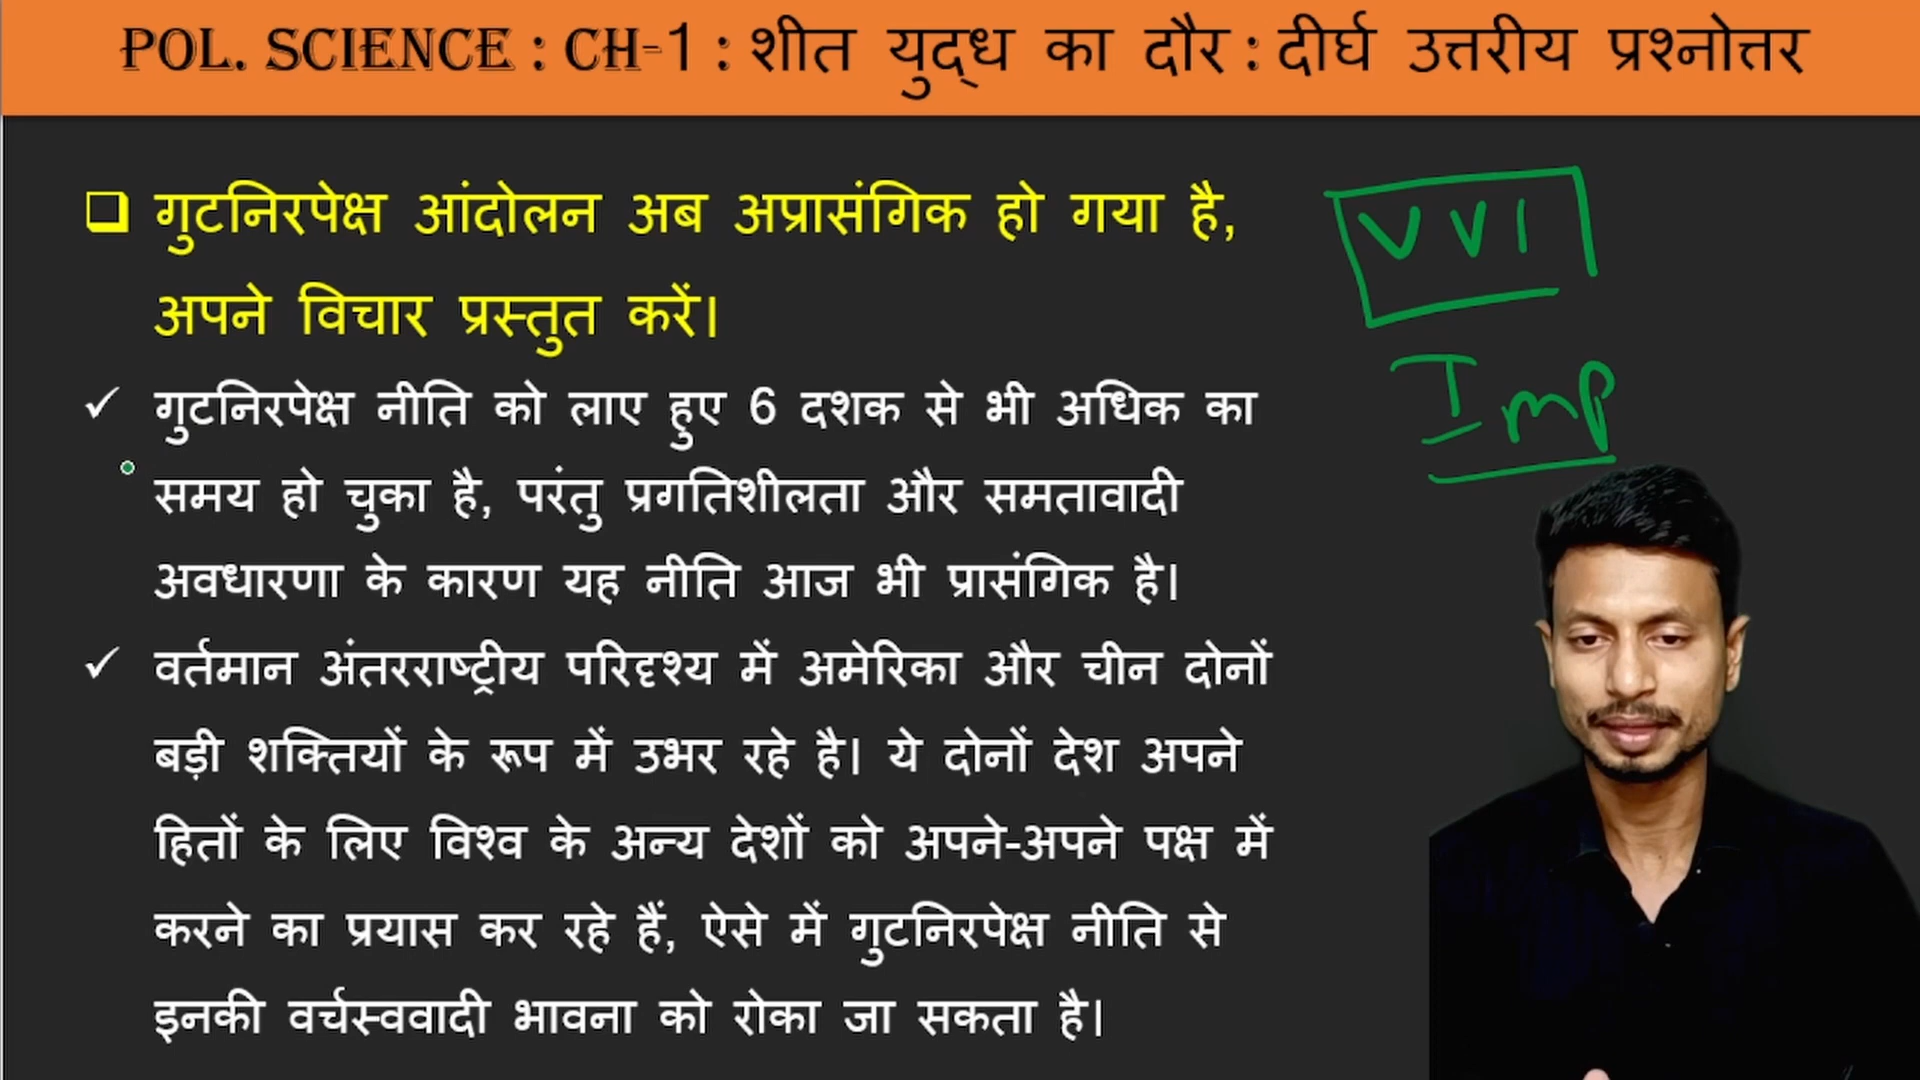 POL. SCIENCE : CH-1 : शीत युद्ध का दौर : दीर्घ उत्तरीय प्रश्नोत्तर
गुटनिरपेक्ष आंदोलन अब अप्रासंगिक हो गया है,
अपने विचार प्रस्तुत करें।
VVI
Imp
गुटनिरपेक्ष नीति को लाए हुए 6 दशक से भी अधिक का
समय हो चुका है, परंतु प्रगतिशीलता और समतावादी
अवधारणा के कारण यह नीति आज भी प्रासंगिक है।
वर्तमान अंतरराष्ट्रीय परिदृश्य में अमेरिका और चीन दोनों
बड़ी शक्तियों के रूप में उभर रहे है। ये दोनों देश अपने
हितों के लिए विश्व के अन्य देशों को अपने-अपने पक्ष में
करने का प्रयास कर रहे हैं, ऐसे में गुटनिरपेक्ष नीति से
इनकी वर्चस्ववादी भावना को रोका जा सकता है।